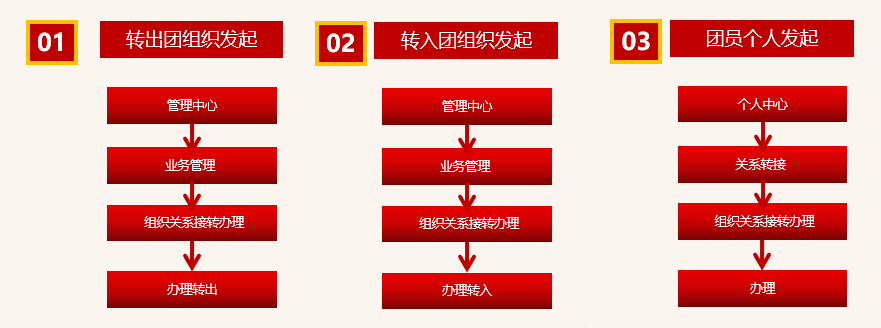 01
转出团组织发起
管理中心
业务管理
组织关系接转办理
办理转出
02
转入团组织发起
管理中心
业务管理
组织关系接转办理
办理转入
03
团员个人发起
个人中心
关系转接
组织关系接转办理
办理